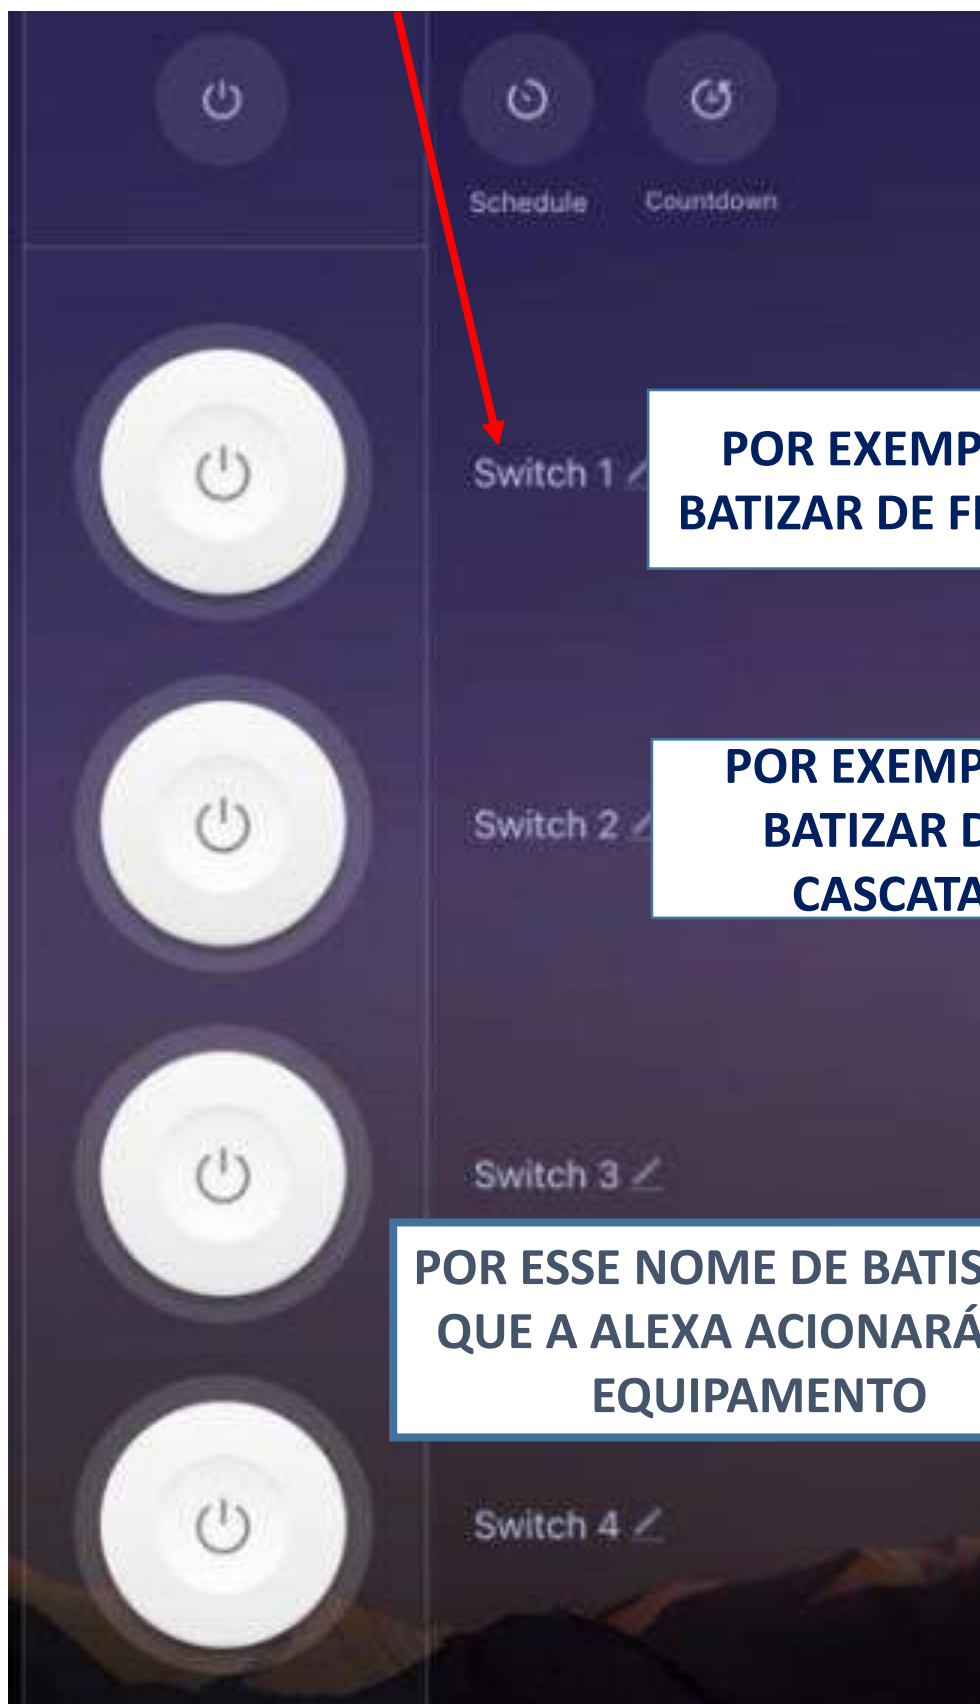 Schedule Countdown
Switch 1
POR EXEMP
BATIZAR DE
Switch 2
POR EXEMP
BATIZAR
CASCATA
Switch 3
POR ESSE NOME DE BATIS
QUE A ALEXA ACIONARÁ
EQUIPAMENTO
Switch 4